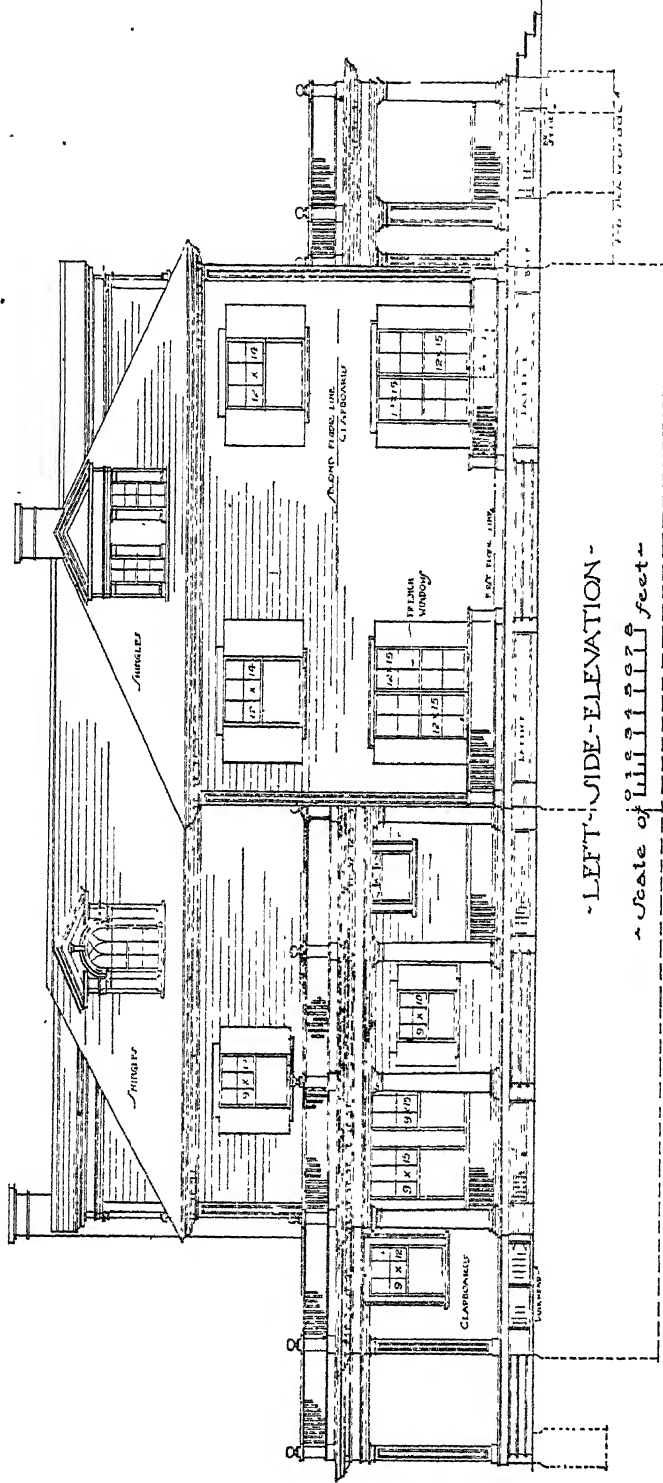 SHINGLES
SHINGLES
12 X 14
12 X 14
9 X 12
SECOND FLOOR LINE
CLAPBOARDS
FRENCH
WINDOWS
12 X 15
12 X 15
12 X 15
12 X 15
9 X 15
9 X 15
9 X 10
9 X 12
CLAPBOARDS
FIRST FLOOR LINE
LATTICE
LATTICE
-LEFT-SIDE-ELEVATION-
-Scale of 0 1 2 3 4 5 6 7 8 feet-